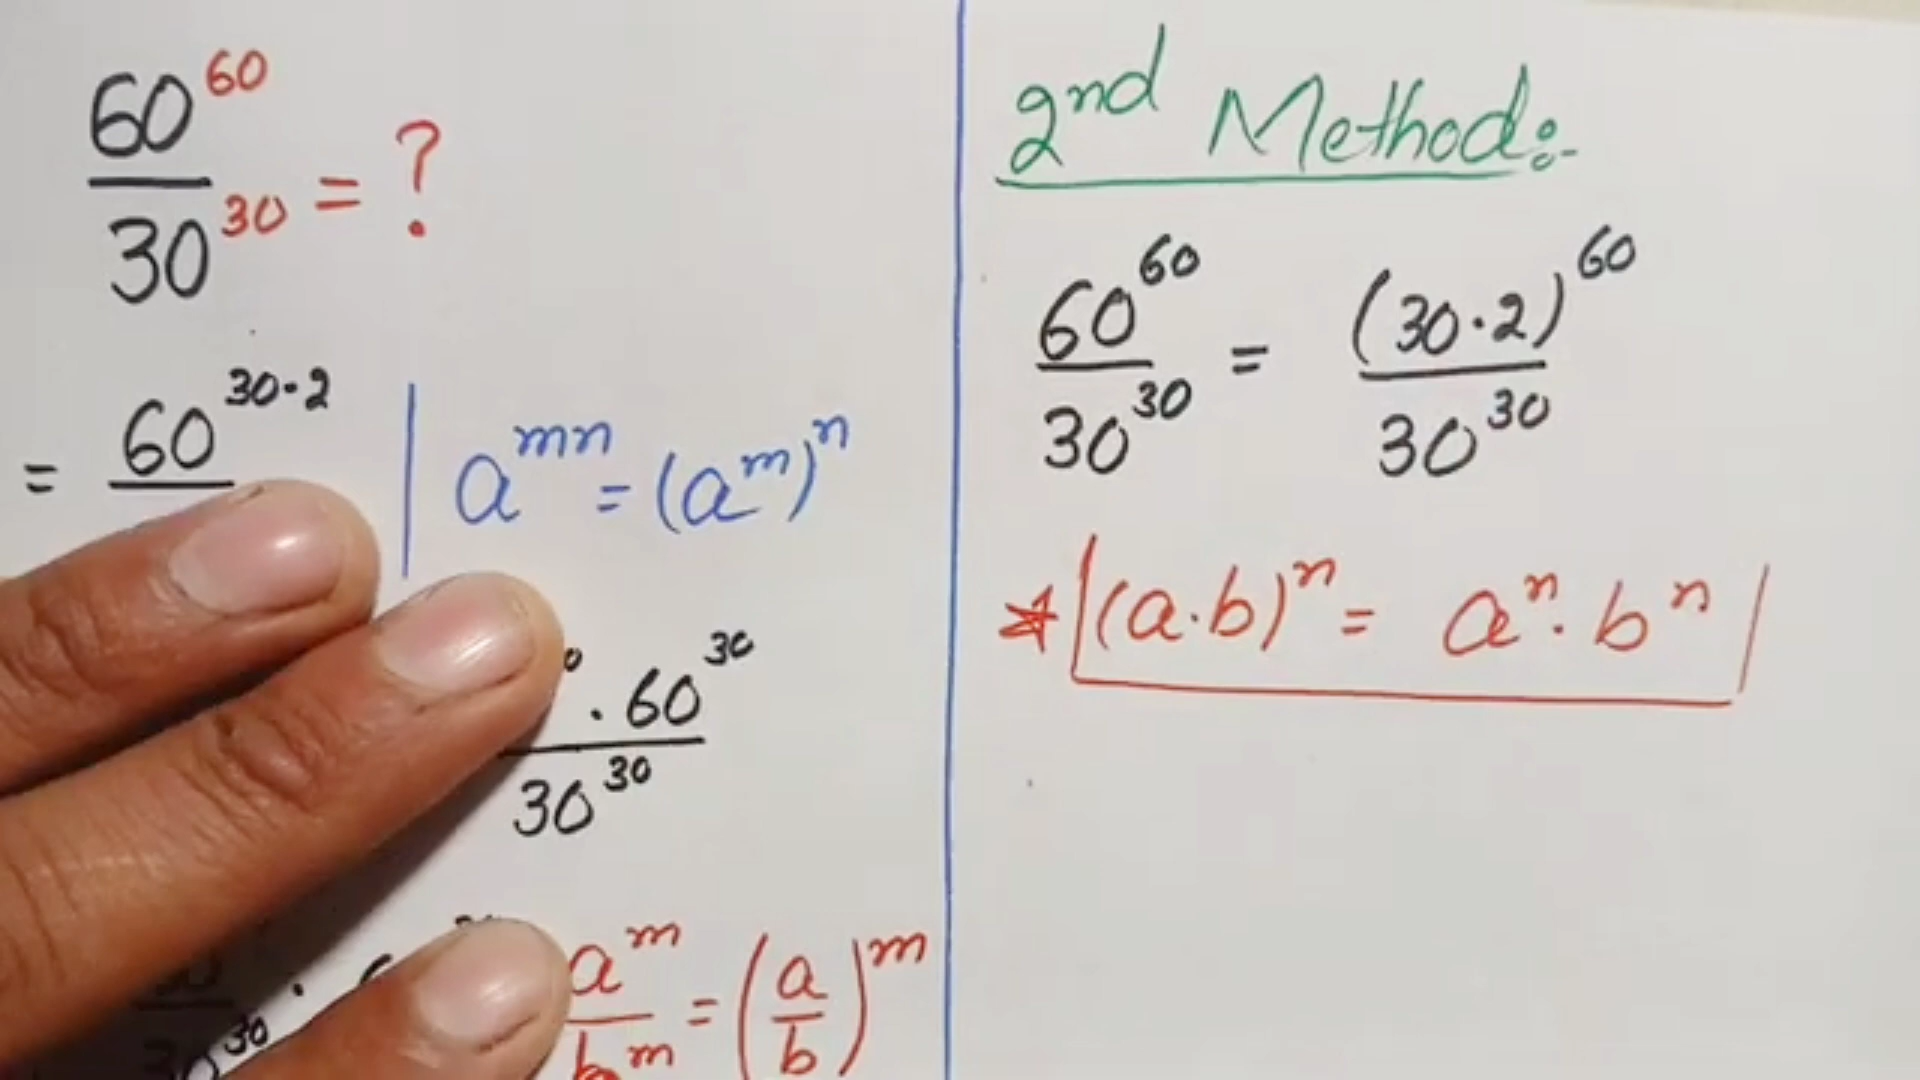 60^60 / 30^30 = ?
= 60^30·2
a^mn = (a^m)^n
· 60^30 / 30^30
a^m / b^m = (a/b)^m
2nd Method:-
60^60 / 30^30 = (30·2)^60 / 30^30
(a·b)^n = a^n · b^n